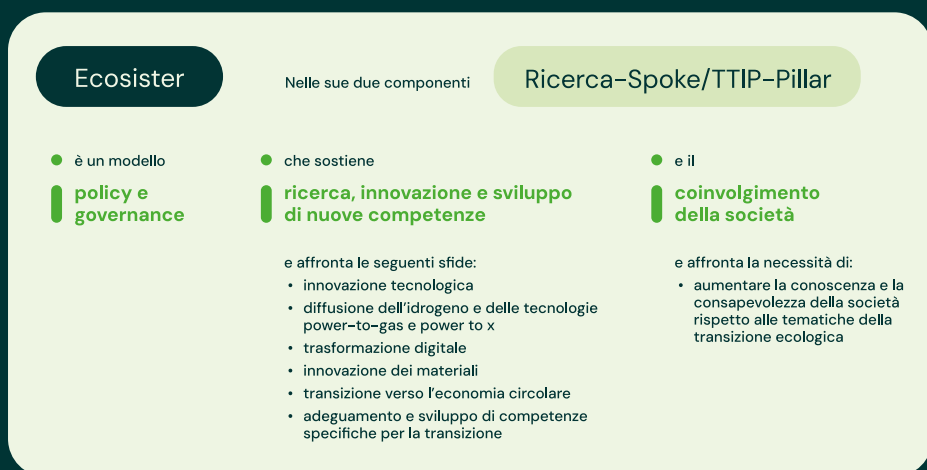 Ecosister
Nelle sue due componenti
Ricerca-Spoke/TTIP-Pillar
è un modello
policy e
governance
che sostiene
ricerca, innovazione e sviluppo
di nuove competenze
e affronta le seguenti sfide:
• innovazione tecnologica
• diffusione dell'idrogeno e delle tecnologie
power-to-gas e power to x
• trasformazione digitale
• innovazione dei materiali
• transizione verso l'economia circolare
• adeguamento e sviluppo di competenze
specifiche per la transizione
e il
coinvolgimento
della società
e affronta la necessità di:
• aumentare la conoscenza e la
consapevolezza della società
rispetto alle tematiche della
transizione ecologica